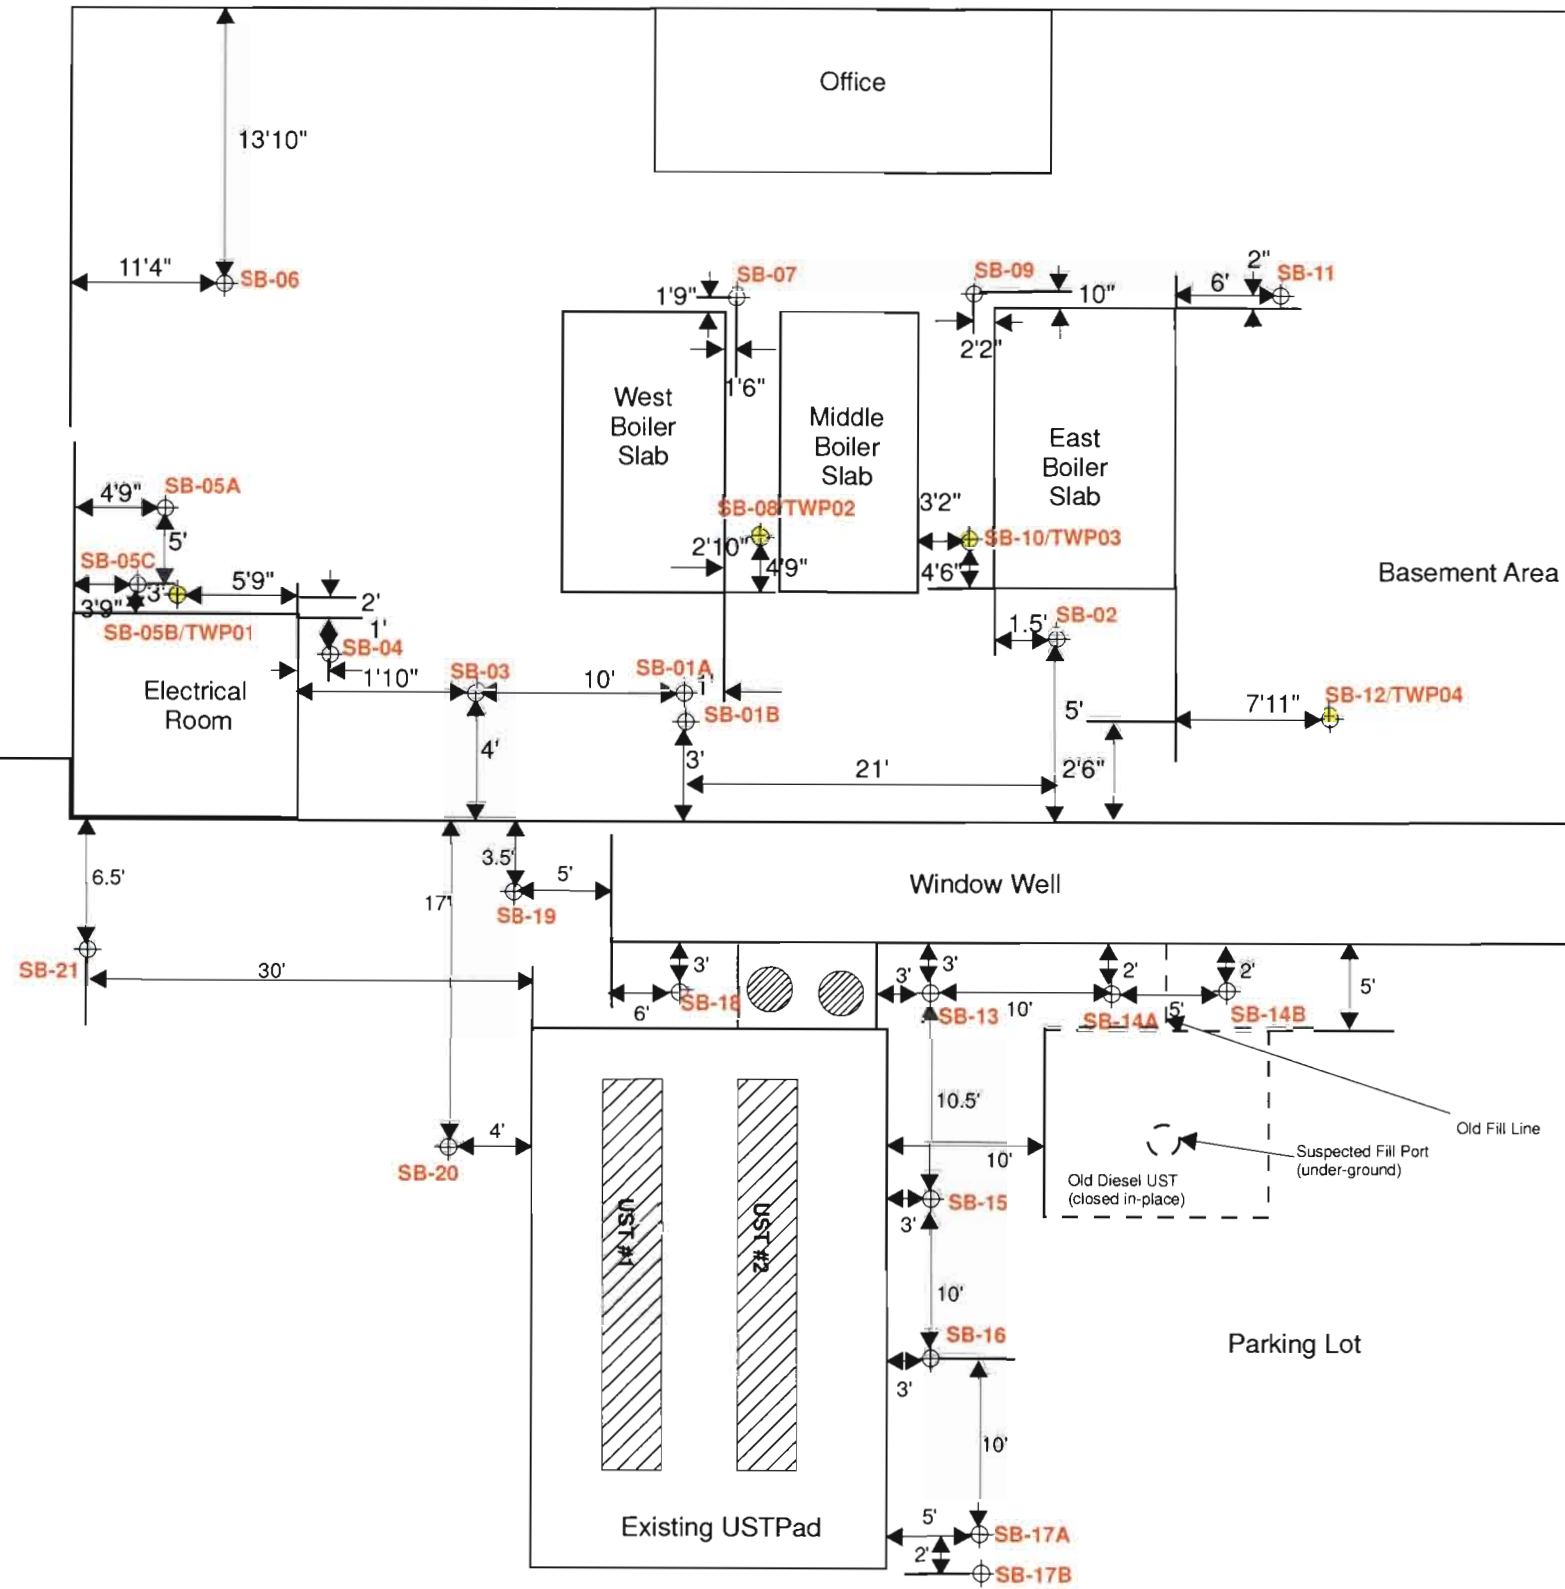 Office
13'10"
11'4"
SB-06
SB-07
1'9"
1'6"
SB-09
10"
2'2"
2"
6'
SB-11
West
Boiler
Slab
Middle
Boiler
Slab
East
Boiler
Slab
4'9"
SB-05A
5'
SB-05C
3'
5'9"
3'9"
2'
SB-05B/TWP01
1'
SB-04
1'10"
SB-08/TWP02
2'10"
4'9"
3'2"
SB-10/TWP03
4'6"
Basement Area
1.5'
SB-02
SB-03
10'
SB-01A
1'
SB-01B
Electrical
Room
4'
3'
21'
5'
2'6"
7'11"
SB-12/TWP04
6.5'
3.5'
5'
17'
SB-19
Window Well
SB-21
30'
3'
6'
SB-18
3'
3'
SB-13
10'
2'
SB-14A
5'
2'
SB-14B
5'
10.5'
4'
SB-20
10'
Old Fill Line
Suspected Fill Port
(under-ground)
Old Diesel UST
(closed in-place)
SB-15
3'
UST #1
UST #2
10'
SB-16
3'
Parking Lot
10'
Existing USTPad
5'
SB-17A
2'
SB-17B